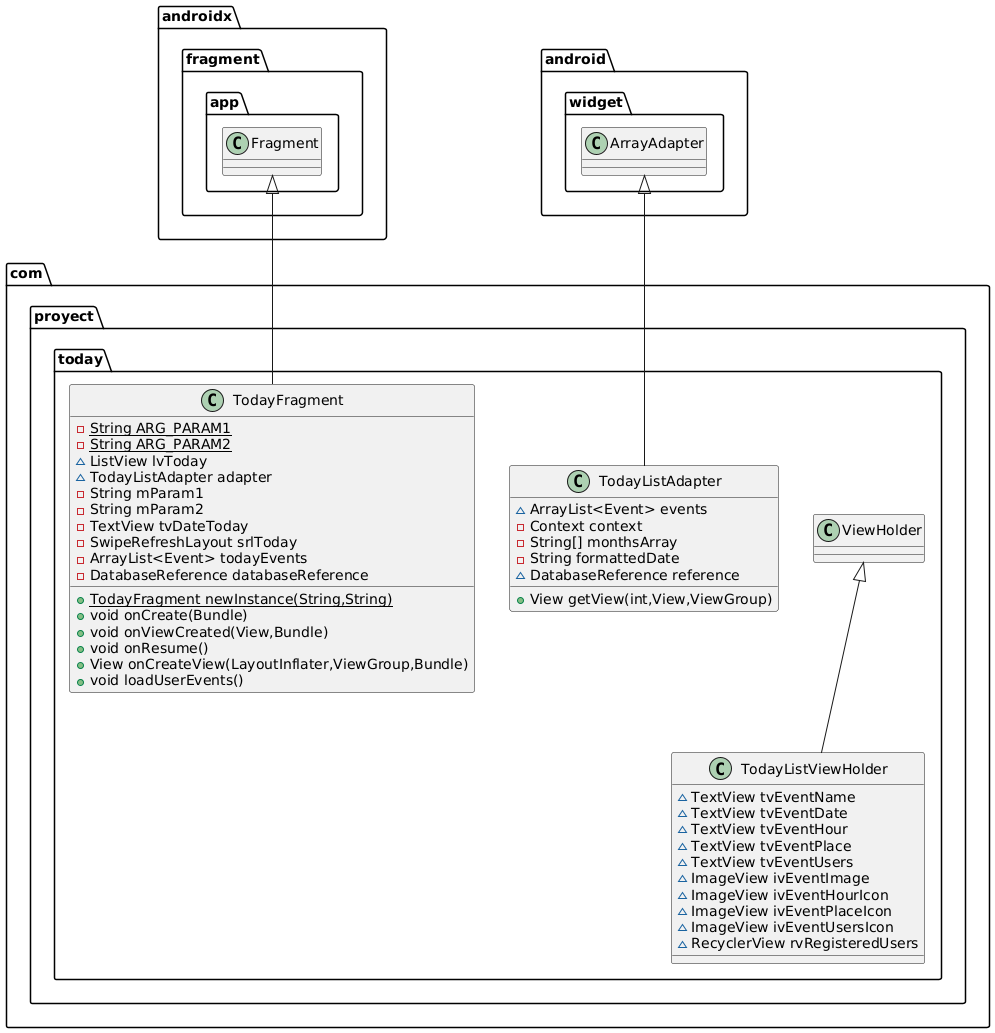 androidx
fragment
app
C Fragment
android
widget
C ArrayAdapter
com
proyect
today
C TodayFragment
String ARG_PARAM1
String ARG_PARAM2
ListView lvToday
TodayListAdapter adapter
String mParam1
String mParam2
TextView tvDateToday
SwipeRefreshLayout srlToday
ArrayList<Event> todayEvents
DatabaseReference databaseReference
TodayFragment newInstance(String,String)
void onCreate(Bundle)
void onViewCreated(View,Bundle)
void onResume()
View onCreateView(LayoutInflater,ViewGroup,Bundle)
void loadUserEvents()
C TodayListAdapter
ArrayList<Event> events
Context context
String[] monthsArray
String formattedDate
DatabaseReference reference
View getView(int,View,ViewGroup)
C ViewHolder
C TodayListViewHolder
TextView tvEventName
TextView tvEventDate
TextView tvEventHour
TextView tvEventPlace
TextView tvEventUsers
ImageView ivEventImage
ImageView ivEventHourIcon
ImageView ivEventPlaceIcon
ImageView ivEventUsersIcon
RecyclerView rvRegisteredUsers